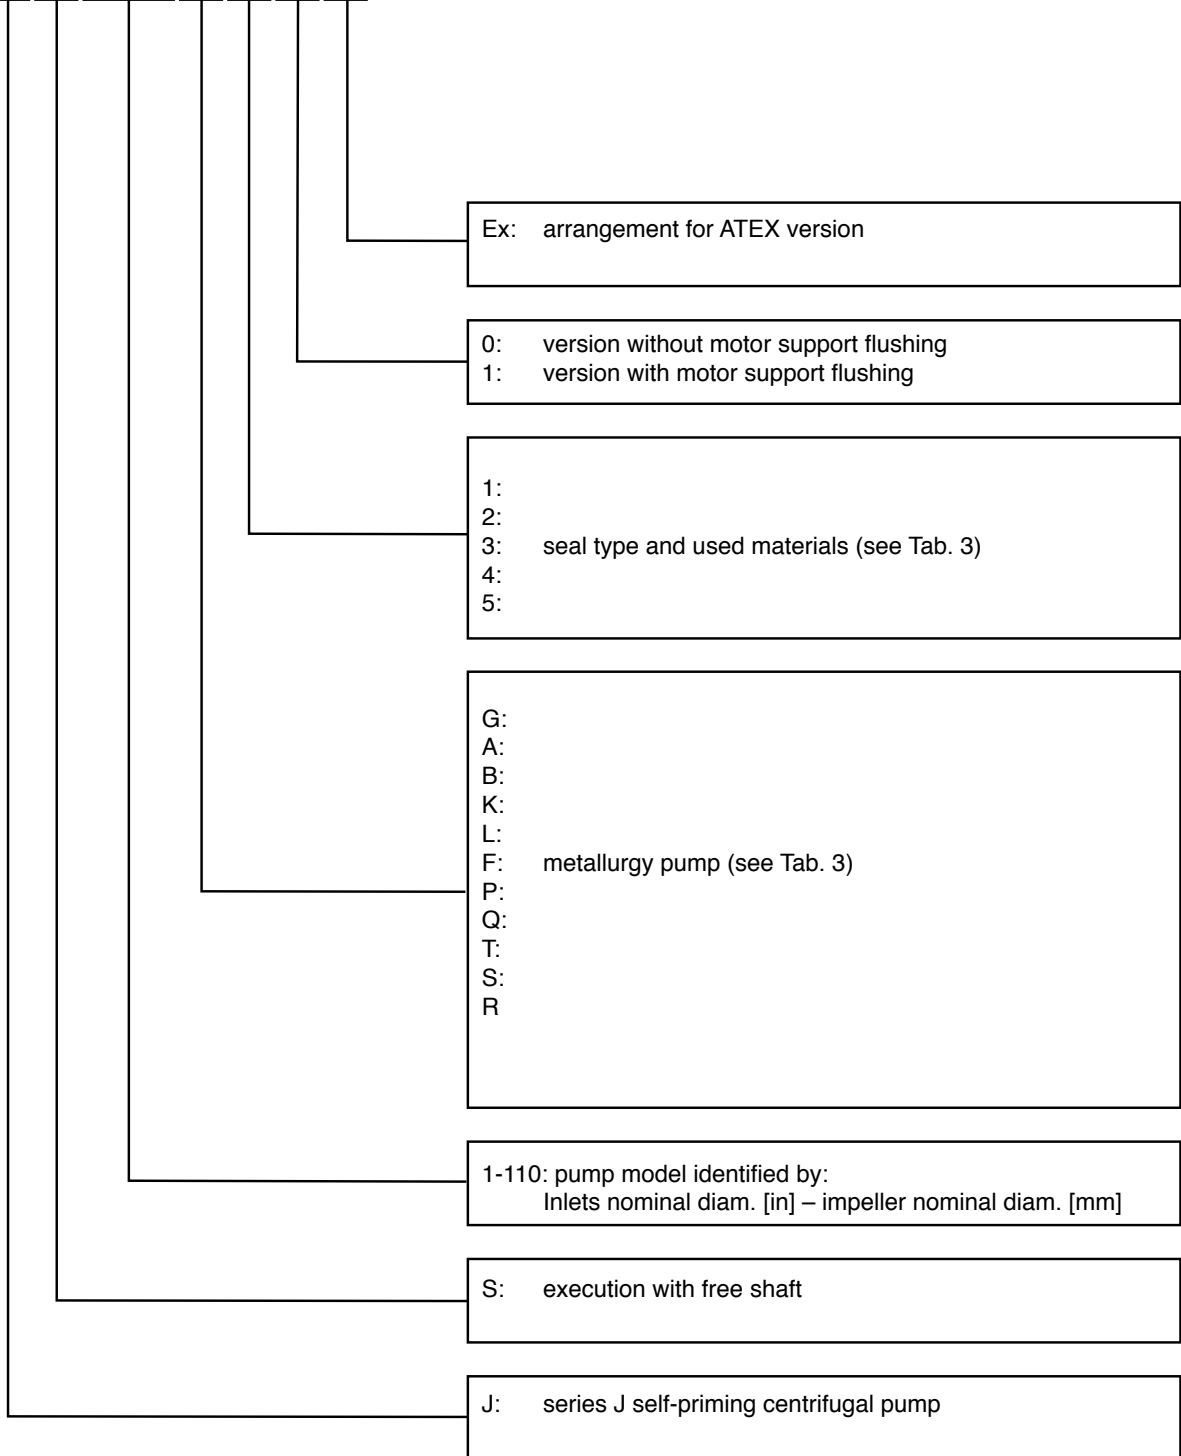 Ex: arrangement for ATEX version
0: version without motor support flushing
1: version with motor support flushing
1:
2:
3: seal type and used materials (see Tab. 3)
4:
5:
G:
A:
B:
K:
L:
F: metallurgy pump (see Tab. 3)
P:
Q:
T:
S:
R
1-110: pump model identified by:
Inlets nominal diam. [in] – impeller nominal diam. [mm]
S: execution with free shaft
J: series J self-priming centrifugal pump